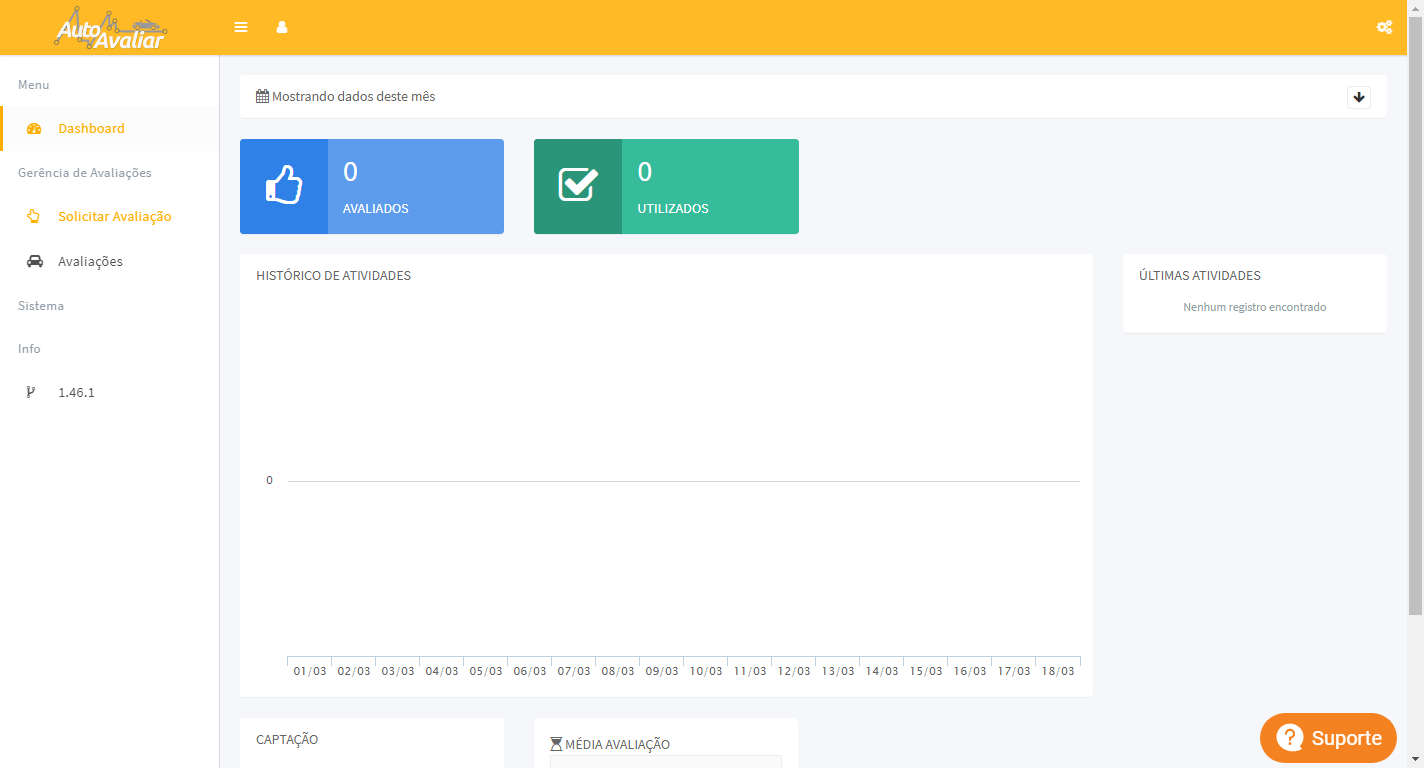 Auto
Avaliar
Menu
Dashboard
Gerência de Avaliações
Solicitar Avaliação
Avaliações
Sistema
Info
1.46.1
Mostrando dados deste mês
0
AVALIADOS
0
UTILIZADOS
HISTÓRICO DE ATIVIDADES
0
01/03 02/03 03/03 04/03 05/03 06/03 07/03 08/03 09/03 10/03 11/03 12/03 13/03 14/03 15/03 16/03 17/03 18/03
ÚLTIMAS ATIVIDADES
Nenhum registro encontrado
CAPTAÇÃO
MÉDIA AVALIAÇÃO
Suporte